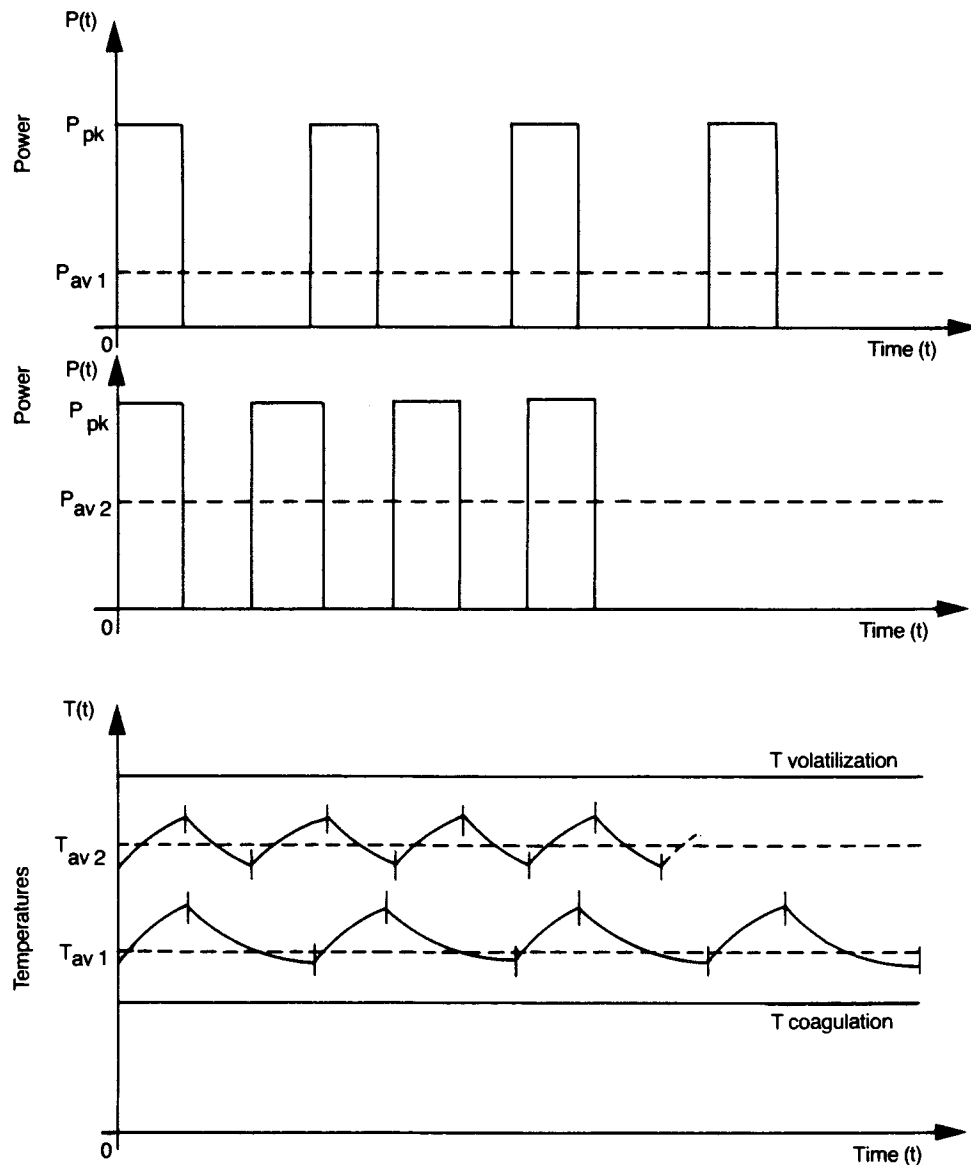 P(t)
Power
P pk
P av 1
0
Time (t)
P(t)
Power
P pk
P av 2
0
Time (t)
T(t)
T volatilization
T av 2
Temperatures
T av 1
T coagulation
0
Time (t)